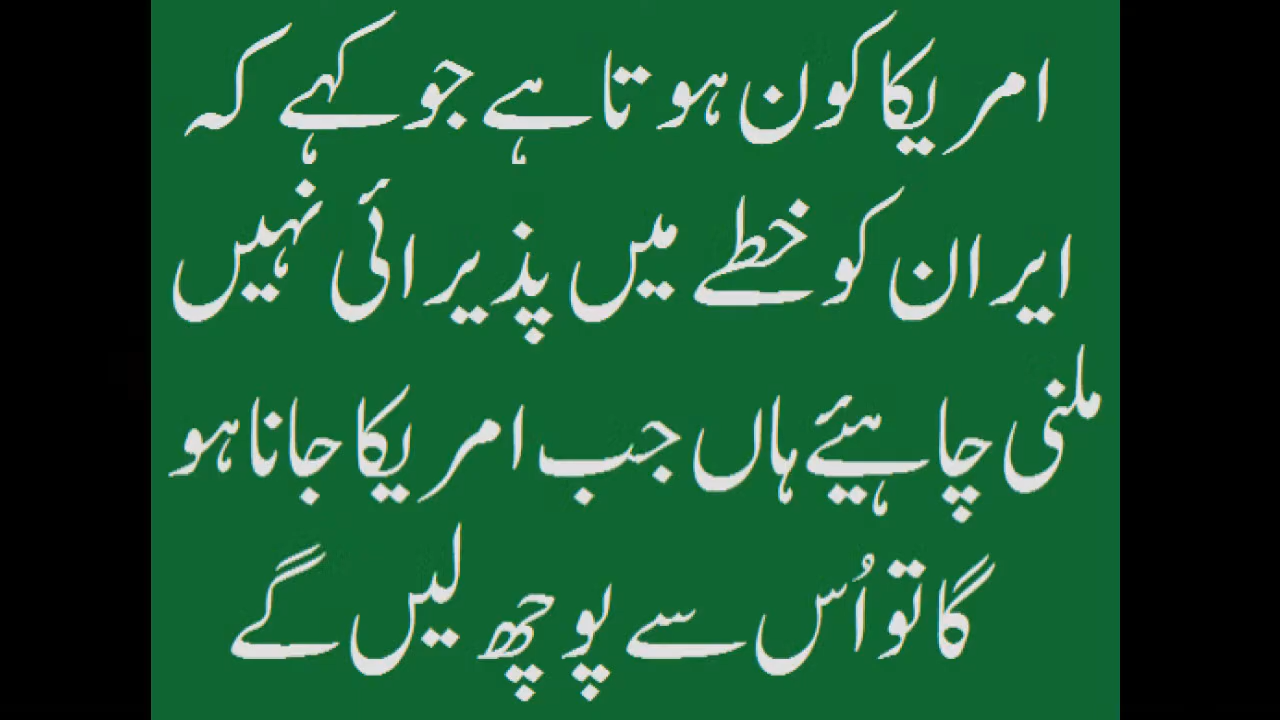 امریکا کون ہوتا ہے جو کہے کہ
ایران کو خطے میں پذیرائی نہیں
ملنی چاہیئے ہاں جب امریکا جانا ہو
گا تو اُس سے پوچھ لیں گے